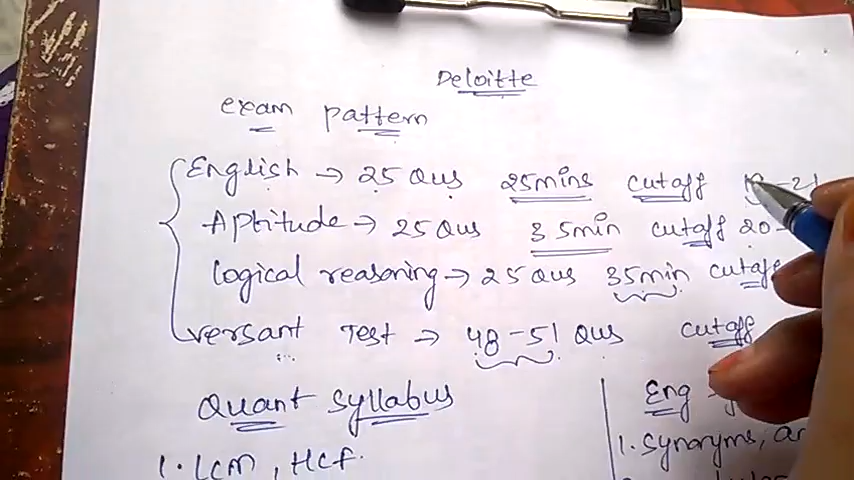 Deloitte
exam pattern
English → 25 Qus 25mins cutoff
Aptitude → 25 Qus 35min cutoff 20-
Logical reasoning → 25 Qus 35min cutoff
versant Test → 48-51 Qus cutoff
Quant Syllabus
Eng
1. LCM, HCF.
1. Synonyms,